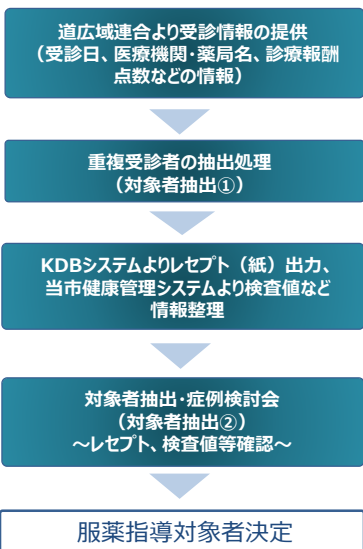 道広域連合より受診情報の提供
（受診日、医療機関・薬局名、診療報酬
点数などの情報）
重複受診者の抽出処理
（対象者抽出①）
KDBシステムよりレセプト（紙）出力、
当市健康管理システムより検査値など
情報整理
対象者抽出・症例検討会
（対象者抽出②）
～レセプト、検査値等確認～
服薬指導対象者決定